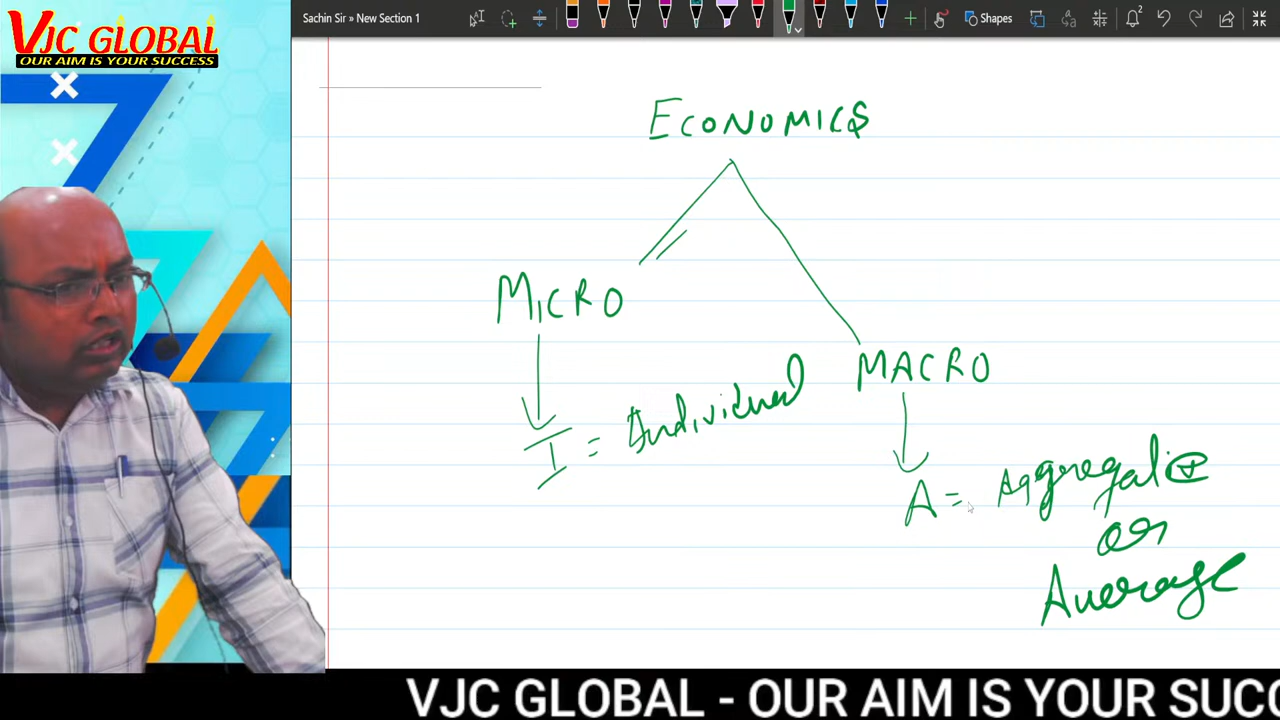 Sachin Sir » New Section 1
Shapes
2
VJC GLOBAL
OUR AIM IS YOUR SUCCESS
ECONOMICS
MICRO
MACRO
I = Individual
A = Aggregate
or
Average
VJC GLOBAL - OUR AIM IS YOUR SUCC